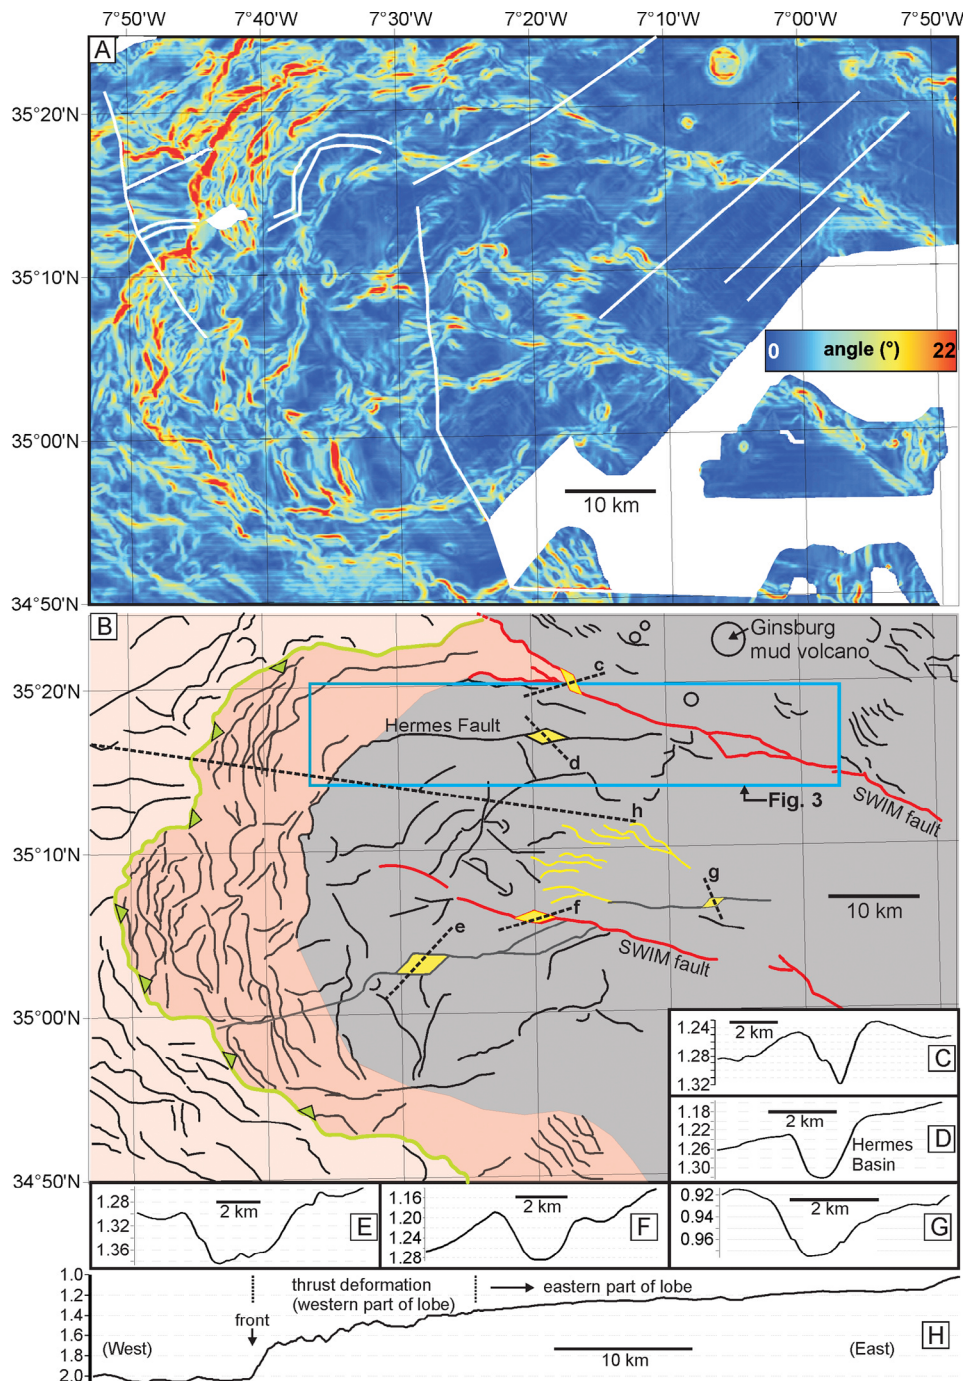 7°50'W 7°40'W 7°30'W 7°20'W 7°10'W 7°00'W 7°50'W
A
35°20'N
35°10'N
0 angle (°) 22
35°00'N
10 km
34°50'N
B
Ginsburg
mud volcano
c
35°20'N
Hermes Fault
d
Fig. 3
h
SWIM fault
35°10'N
g
10 km
f
e
SWIM fault
35°00'N
1.24
2 km
1.28
C
1.32
1.18
2 km
1.22
1.26
Hermes
Basin
D
1.30
34°50'N
1.28
2 km
1.32
E
1.36
1.16
2 km
1.20
F
1.24
1.28
0.92
2 km
G
0.96
1.0
thrust deformation
(western part of lobe)
eastern part of lobe
1.2
1.4
front
1.6
H
(West)
10 km
(East)
1.8
2.0